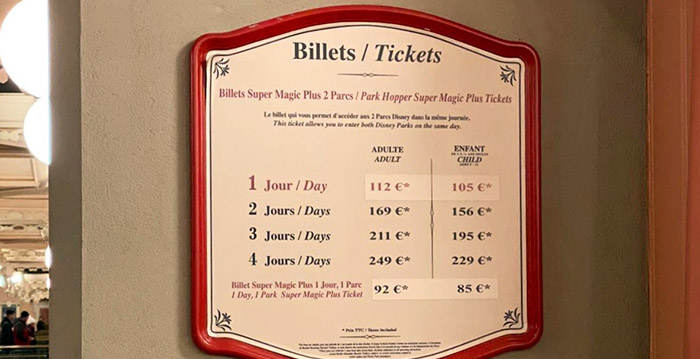 Billets / Tickets
Billets Super Magic Plus 2 Parcs / Park Hopper Super Magic Plus Tickets
Le billet qui vous permet d'accéder aux 2 Parcs Disney dans la même journée.
This ticket allows you to enter both Disney Parks on the same day.
ADULTE ENFANT
ADULT CHILD
1 Jour / Day 112 €* 105 €*
2 Jours / Days 169 €* 156 €*
3 Jours / Days 211 €* 195 €*
4 Jours / Days 249 €* 229 €*
Billet Super Magic Plus 1 Jour, 1 Parc
1 Day, 1 Park Super Magic Plus Ticket 92 €* 85 €*
* Prix TTC / Taxes included